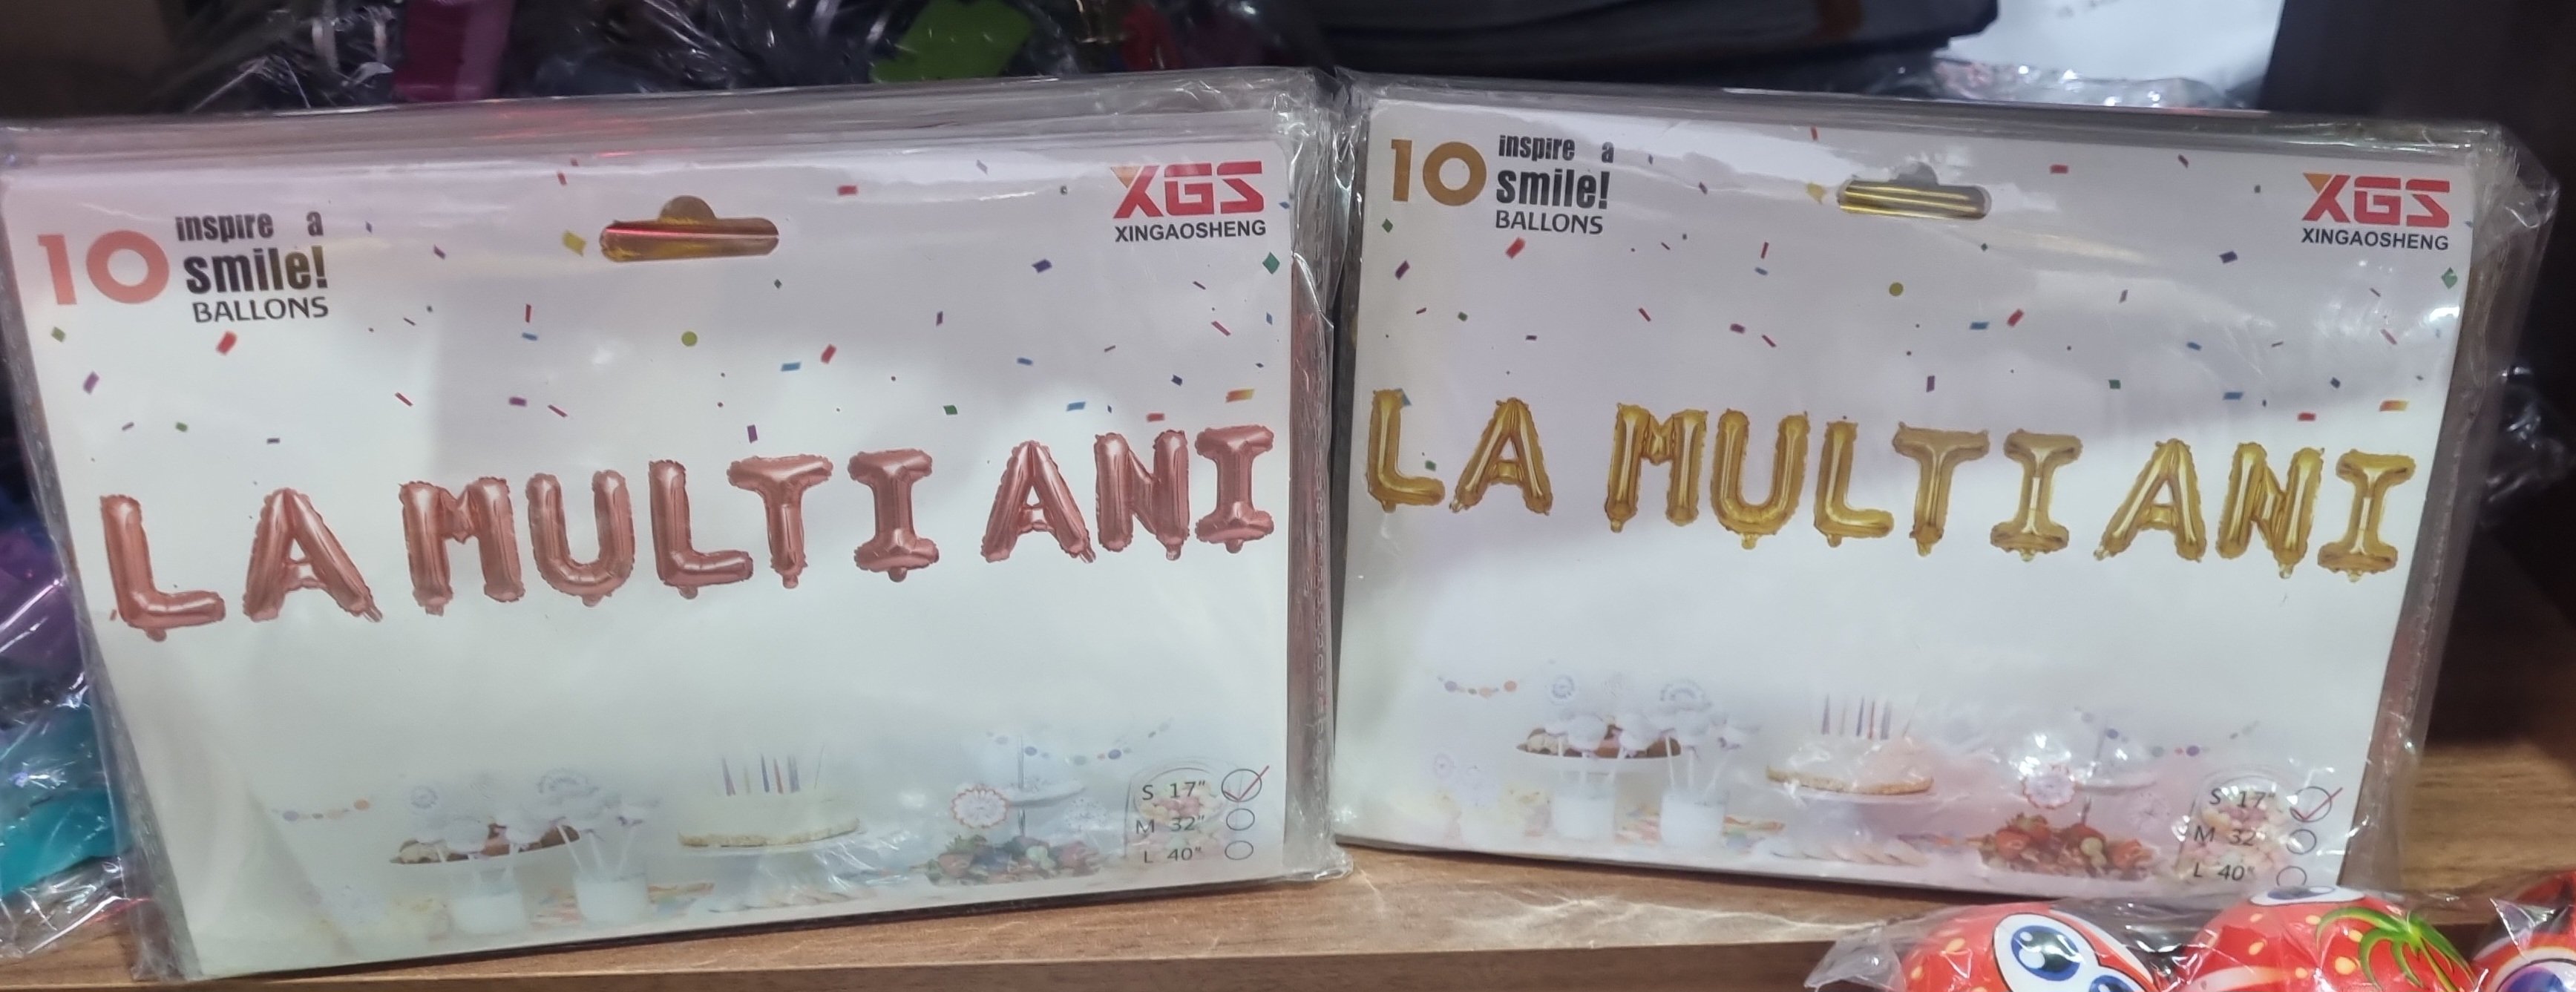 10 inspire a
smile!
BALLONS
XGS
XINGAOSHENG
LA MULTI ANI
S 17"
M 32"
L 40"
10 inspire a
smile!
BALLONS
XGS
XINGAOSHENG
LA MULTI ANI
S 17"
M 32"
L 40"